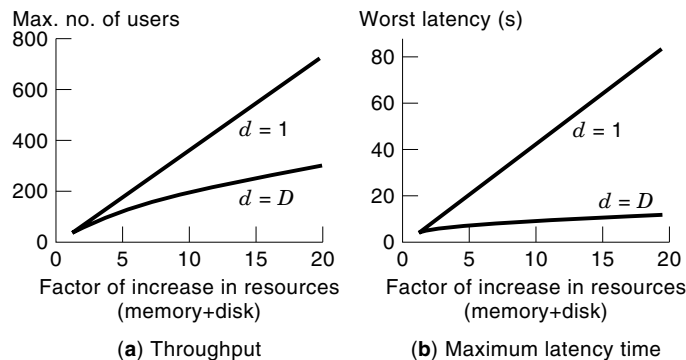 Max. no. of users
800
600
400
200
0
0
5
10
15
20
d = 1
d = D
Factor of increase in resources
(memory+disk)
(a) Throughput
Worst latency (s)
80
60
40
20
0
0
5
10
15
20
d = 1
d = D
Factor of increase in resources
(memory+disk)
(b) Maximum latency time